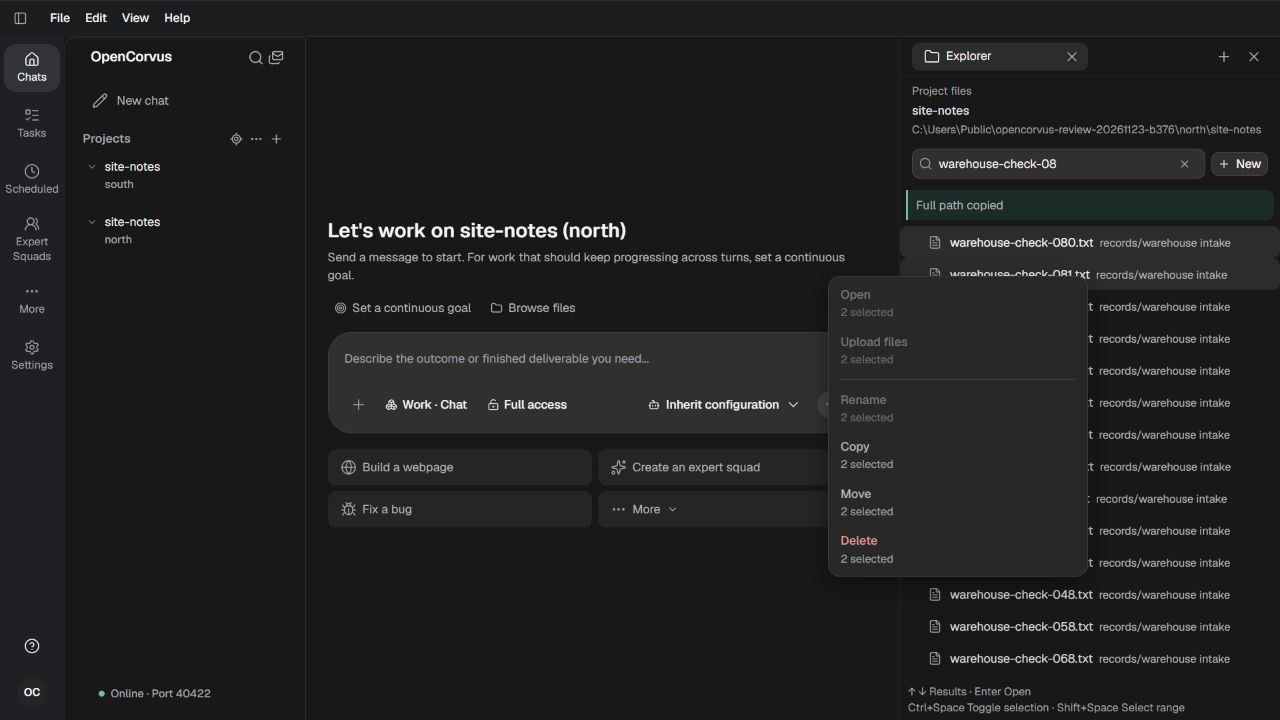 File Edit View Help
Chats
Tasks
Scheduled
Expert
Squads
More
Settings
OC
OpenCorvus
New chat
Projects
site-notes
south
site-notes
north
Online · Port 40422
Let's work on site-notes (north)
Send a message to start. For work that should keep progressing across turns, set a continuous
goal.
Set a continuous goal Browse files
Describe the outcome or finished deliverable you need...
Work · Chat Full access Inherit configuration
Build a webpage Create an expert squad
Fix a bug More
Explorer
Project files
site-notes
C:\Users\Public\opencorvus-review-20261123-b376\north\site-notes
warehouse-check-08 New
Full path copied
warehouse-check-080.txt records/warehouse intake
warehouse-check-081.txt records/warehouse intake
records/warehouse intake
records/warehouse intake
records/warehouse intake
records/warehouse intake
records/warehouse intake
records/warehouse intake
records/warehouse intake
records/warehouse intake
records/warehouse intake
warehouse-check-048.txt records/warehouse intake
warehouse-check-058.txt records/warehouse intake
warehouse-check-068.txt records/warehouse intake
Open
2 selected
Upload files
2 selected
Rename
2 selected
Copy
2 selected
Move
2 selected
Delete
2 selected
↑↓ Results · Enter Open
Ctrl+Space Toggle selection · Shift+Space Select range